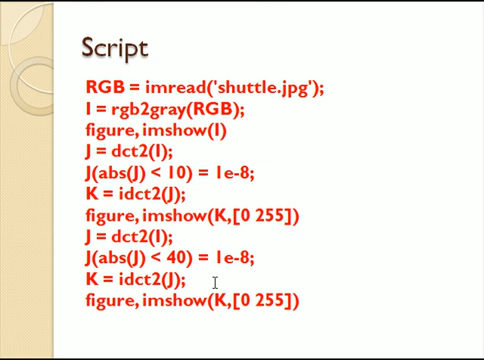 Script
RGB = imread('shuttle.jpg');
I = rgb2gray(RGB);
figure, imshow(I)
J = dct2(I);
J(abs(J) < 10) = 1e-8;
K = idct2(J);
figure, imshow(K,[0 255])
J = dct2(I);
J(abs(J) < 40) = 1e-8;
K = idct2(J);
figure, imshow(K,[0 255])